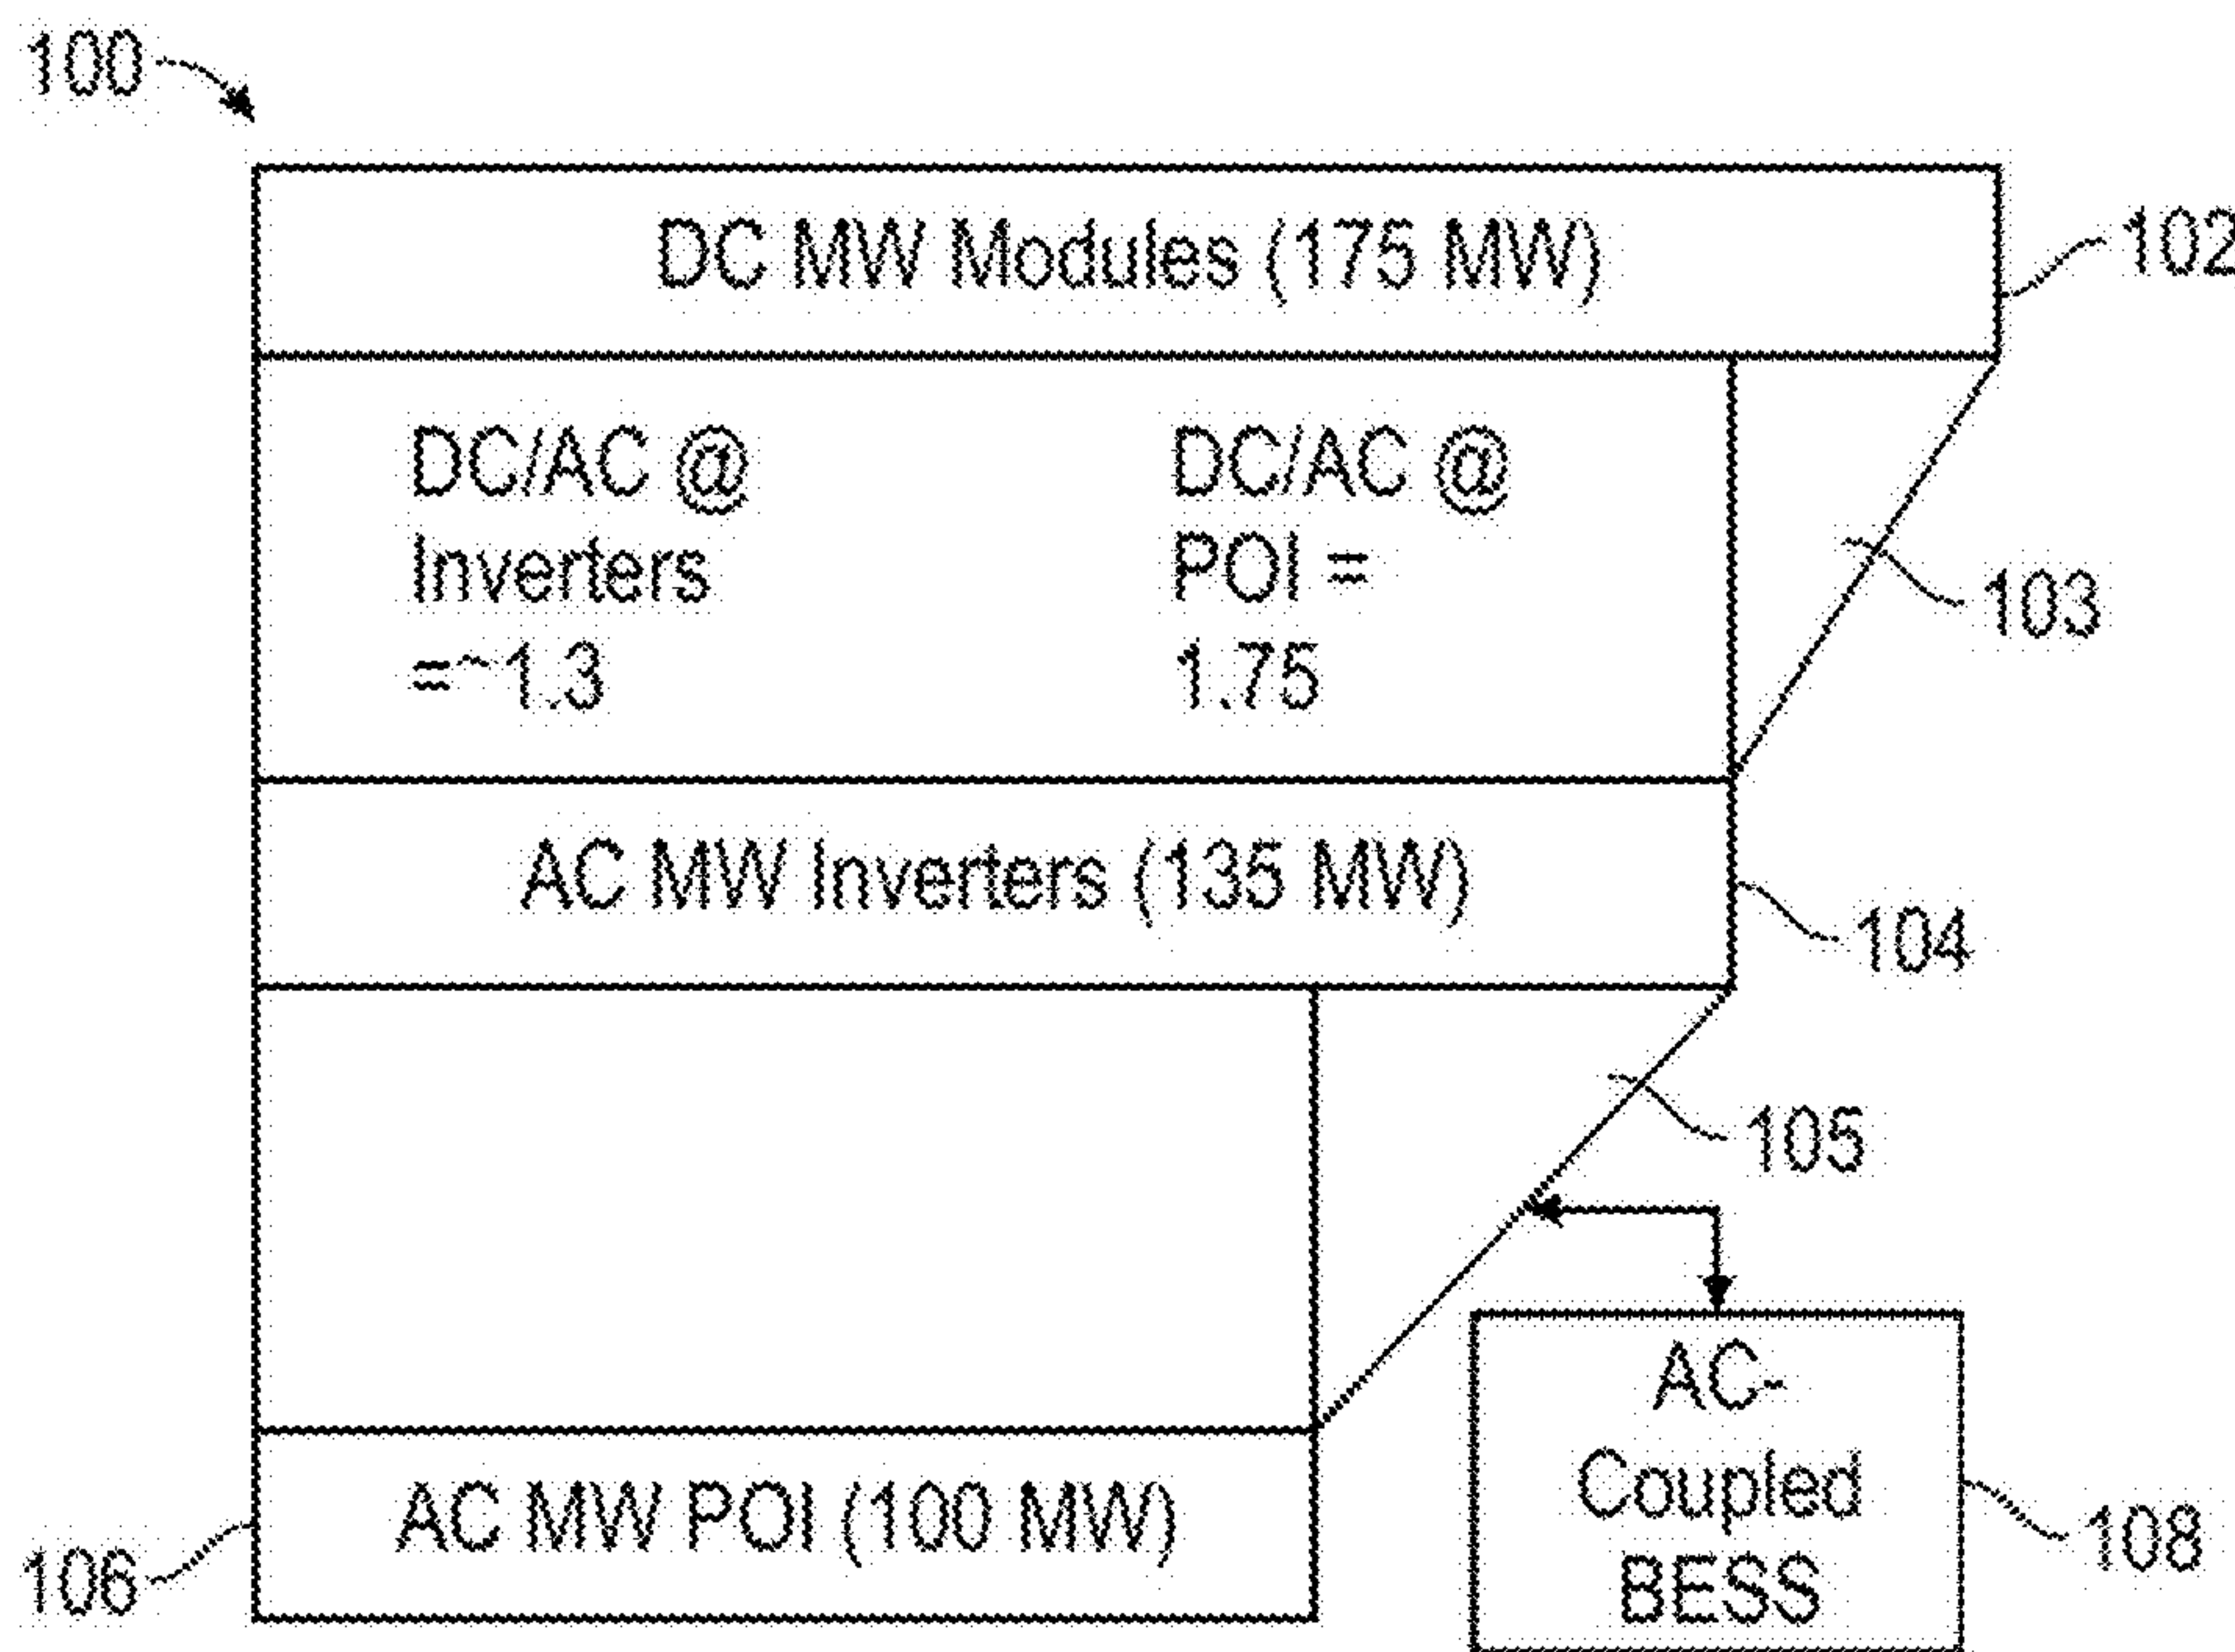 100
DC MW Modules (175 MW)
102
DC/AC @
Inverters
=~1.3
DC/AC @
POI =
1.75
103
AC MW Inverters (135 MW)
104
105
AC-
Coupled
BESS
108
AC MW POI (100 MW)
106